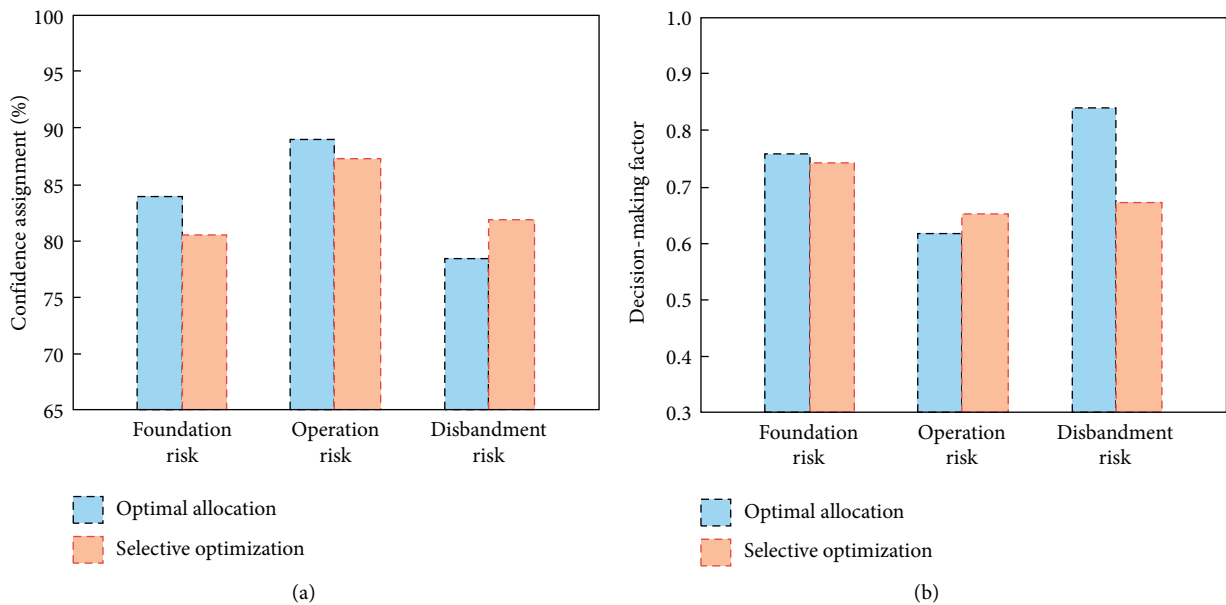 100
95
90
85
80
75
70
65
Confidence assignment (%)
Foundation
risk
Operation
risk
Disbandment
risk
Optimal allocation
Selective optimization
(a)
1.0
0.9
0.8
0.7
0.6
0.5
0.4
0.3
Decision-making factor
Foundation
risk
Operation
risk
Disbandment
risk
Optimal allocation
Selective optimization
(b)